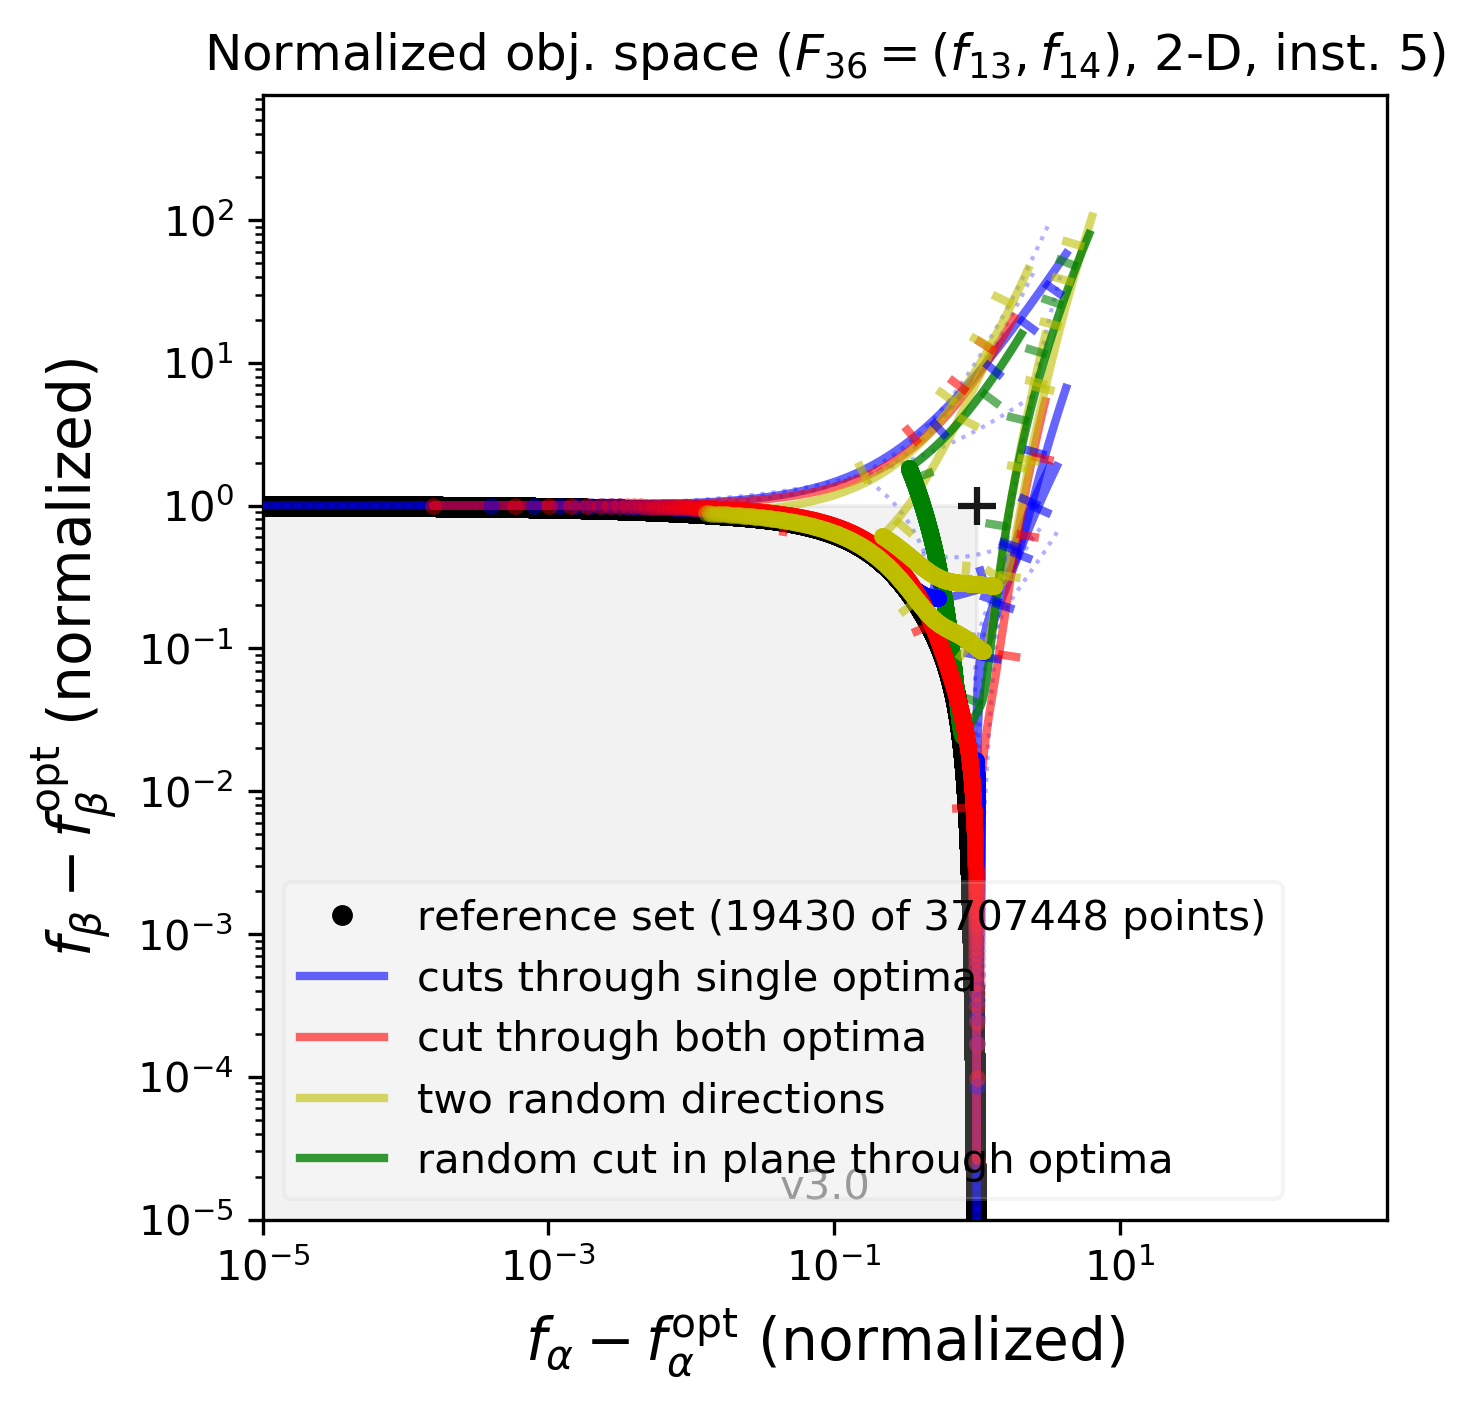 Normalized obj. space (F₃₆ = (f₁₃, f₁₄), 2-D, inst. 5)
f_β − f_β^opt (normalized)
10²
10¹
10⁰
10⁻¹
10⁻²
10⁻³
10⁻⁴
10⁻⁵
reference set (19430 of 3707448 points)
cuts through single optima
cut through both optima
two random directions
random cut in plane through optima
v3.0
10⁻⁵ 10⁻³ 10⁻¹ 10¹
f_α − f_α^opt (normalized)